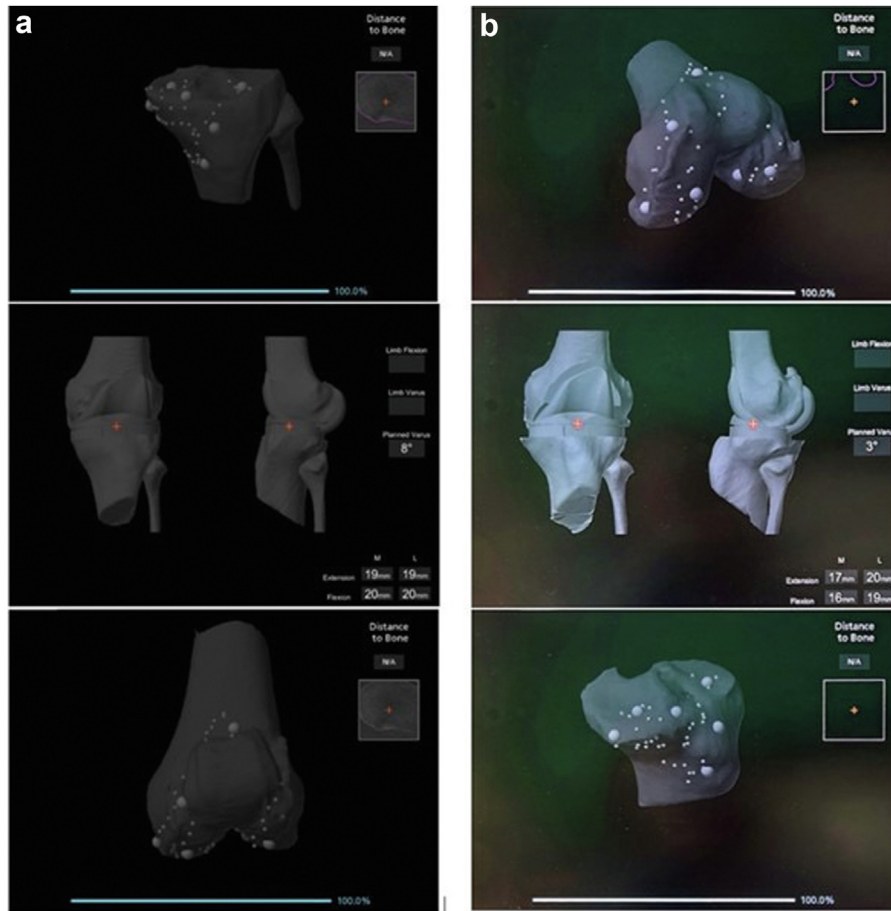 a
Distance
to Bone
N/A
100.0%
Limb Flexion
Limb Varus
Planned Varus
8°
M L
Extension 19mm 19mm
Flexion 20mm 20mm
Distance
to Bone
N/A
100.0%
b
Distance
to Bone
N/A
100.0%
Limb Flexion
Limb Varus
Planned Varus
3°
M L
Extension 17mm 20mm
Flexion 16mm 19mm
Distance
to Bone
N/A
100.0%